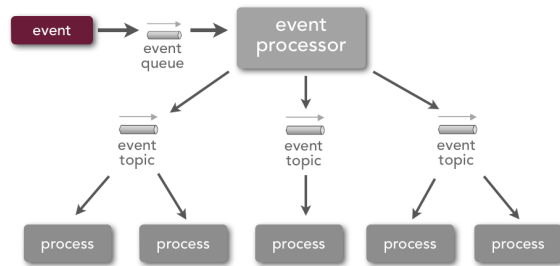 event
event
queue
event
processor
event
topic
event
topic
event
topic
process
process
process
process
process